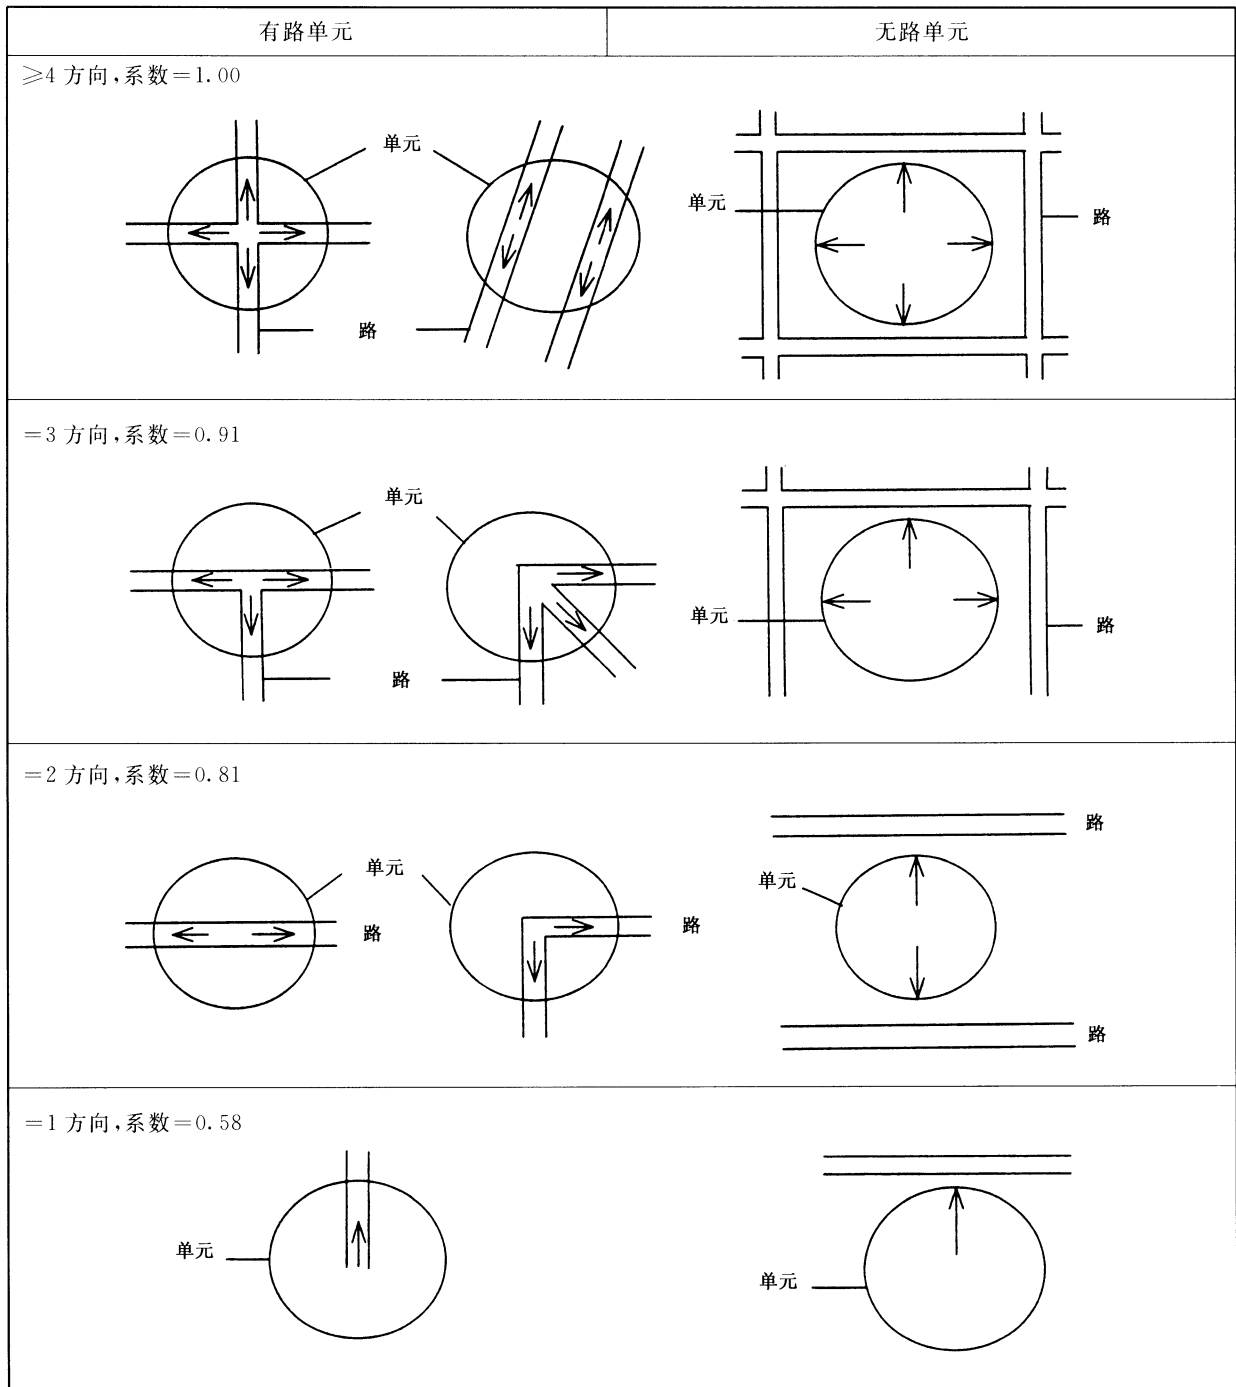 有路单元
无路单元
≥4 方向,系数=1.00
单元
单元
路
路
=3 方向,系数=0.91
单元
单元
路
路
=2 方向,系数=0.81
路
单元
单元
路
路
路
=1 方向,系数=0.58
单元
单元